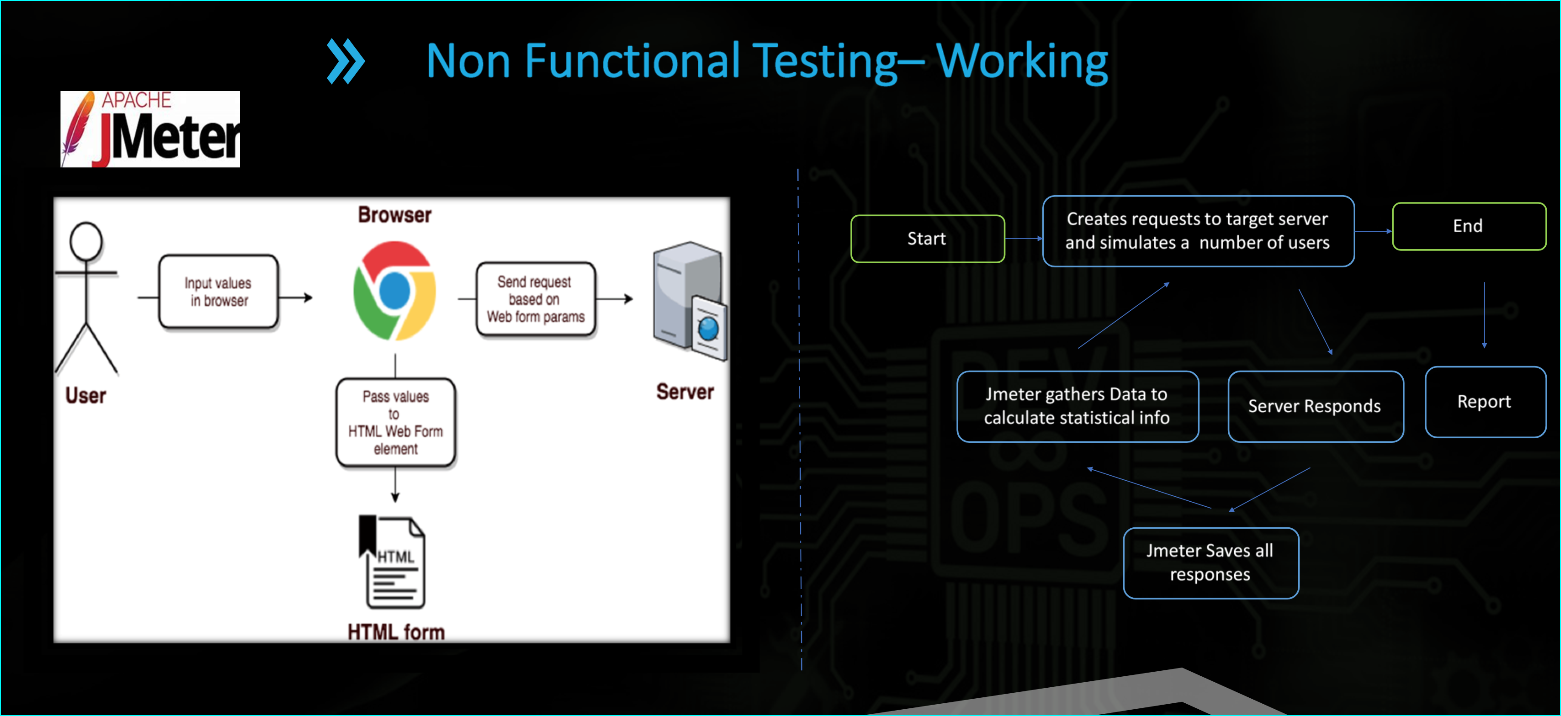 Non Functional Testing– Working
APACHE
JMeter
Browser
Input values
in browser
Send request
based on
Web form params
User
Server
Pass values
to
HTML Web Form
element
HTML
HTML form
Start
Creates requests to target server
and simulates a number of users
End
Jmeter gathers Data to
calculate statistical info
Server Responds
Report
Jmeter Saves all
responses
DEV
OPS